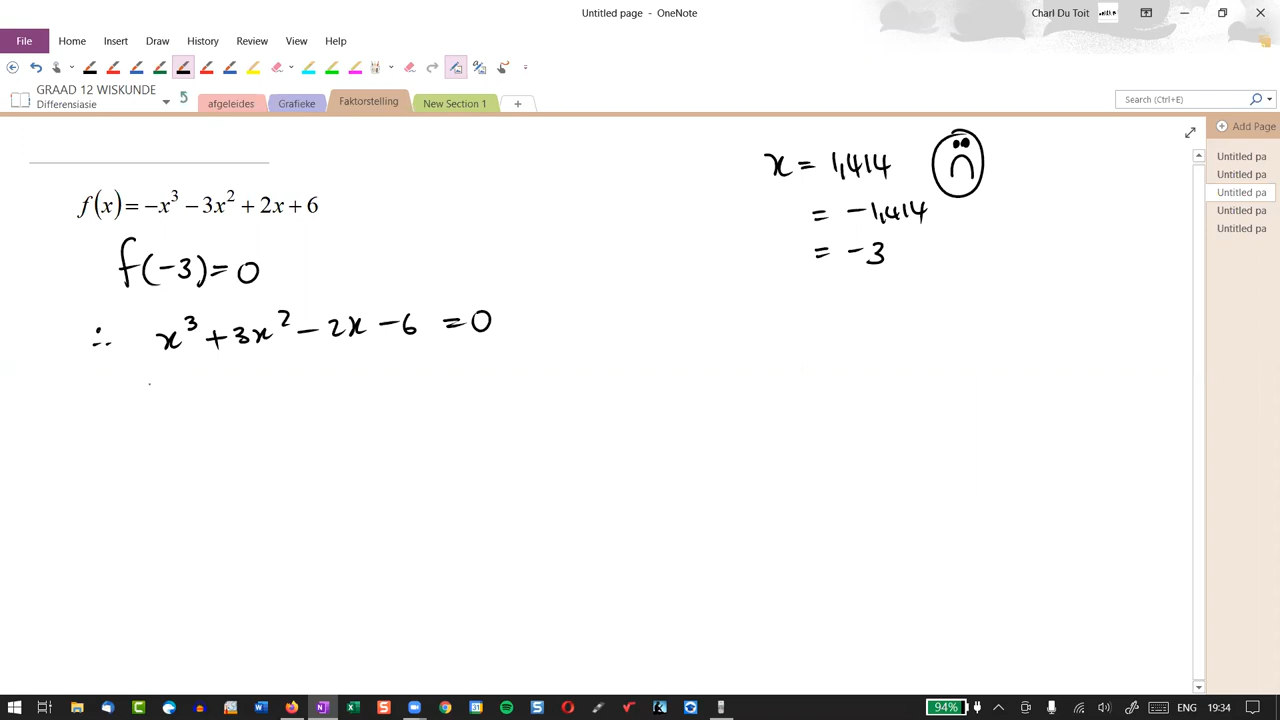 Untitled page - OneNote
Charl Du Toit
File Home Insert Draw History Review View Help
GRAAD 12 WISKUNDE
Differensiasie
afgeleides Grafieke Faktorstelling New Section 1 +
Search (Ctrl+E)
Add Page
Untitled pa
Untitled pa
Untitled pa
Untitled pa
Untitled pa
x = 1,414
= -1,414
= -3
f(x) = -x³ - 3x² + 2x + 6
f(-3) = 0
∴ x³ + 3x² - 2x - 6 = 0
94%
ENG 19:34